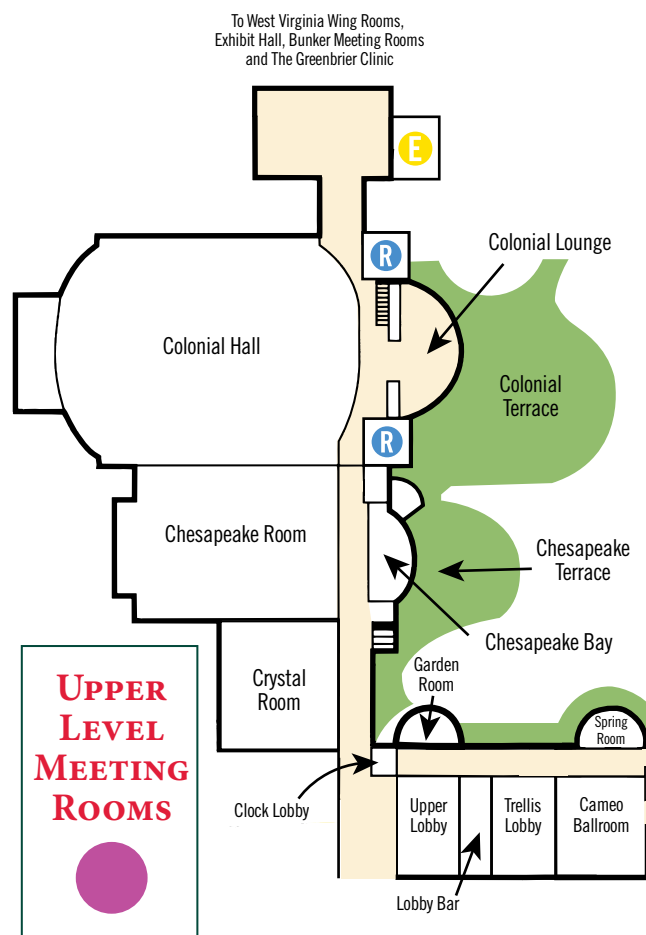 To West Virginia Wing Rooms,
Exhibit Hall, Bunker Meeting Rooms
and The Greenbrier Clinic
E
R
Colonial Lounge
Colonial Hall
Colonial
Terrace
R
Chesapeake Room
Chesapeake
Terrace
Chesapeake Bay
Crystal
Room
Garden
Room
Spring
Room
UPPER
LEVEL
MEETING
ROOMS
Clock Lobby
Upper
Lobby
Trellis
Lobby
Cameo
Ballroom
Lobby Bar